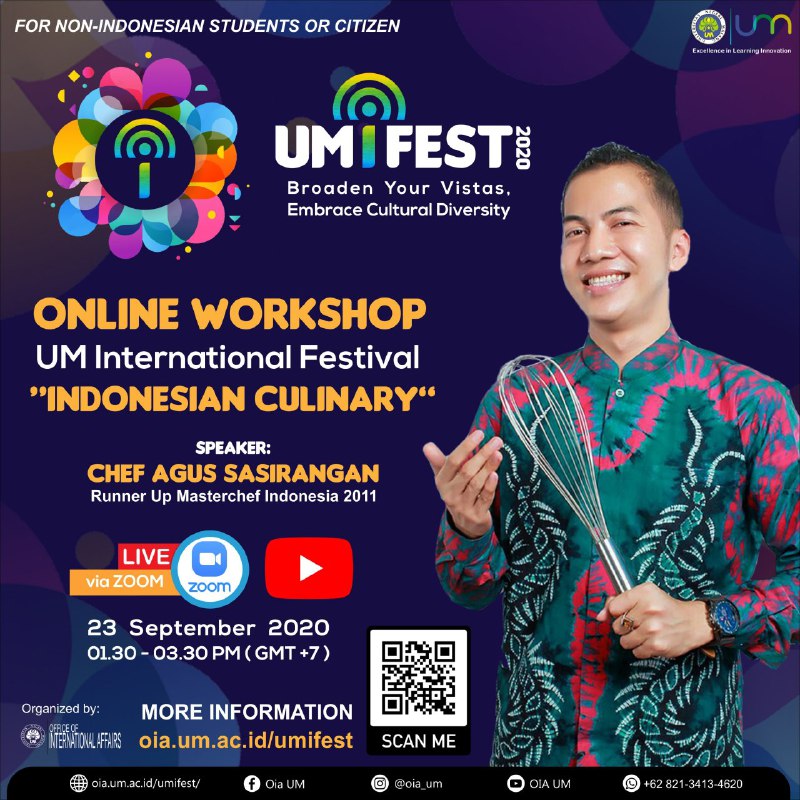 FOR NON-INDONESIAN STUDENTS OR CITIZEN
UM
um
Excellence in Learning Innovation
i
UMiFEST 2020
Broaden Your Vistas,
Embrace Cultural Diversity
ONLINE WORKSHOP
UM International Festival
”INDONESIAN CULINARY“
SPEAKER:
CHEF AGUS SASIRANGAN
Runner Up Masterchef Indonesia 2011
LIVE
via ZOOM
zoom
23 September 2020
01.30 - 03.30 PM ( GMT +7 )
Organized by:
OFFICE OF
INTERNATIONAL AFFAIRS
MORE INFORMATION
oia.um.ac.id/umifest
SCAN ME
oia.um.ac.id/umifest/
Oia UM
@oia_um
OIA UM
+62 821-3413-4620